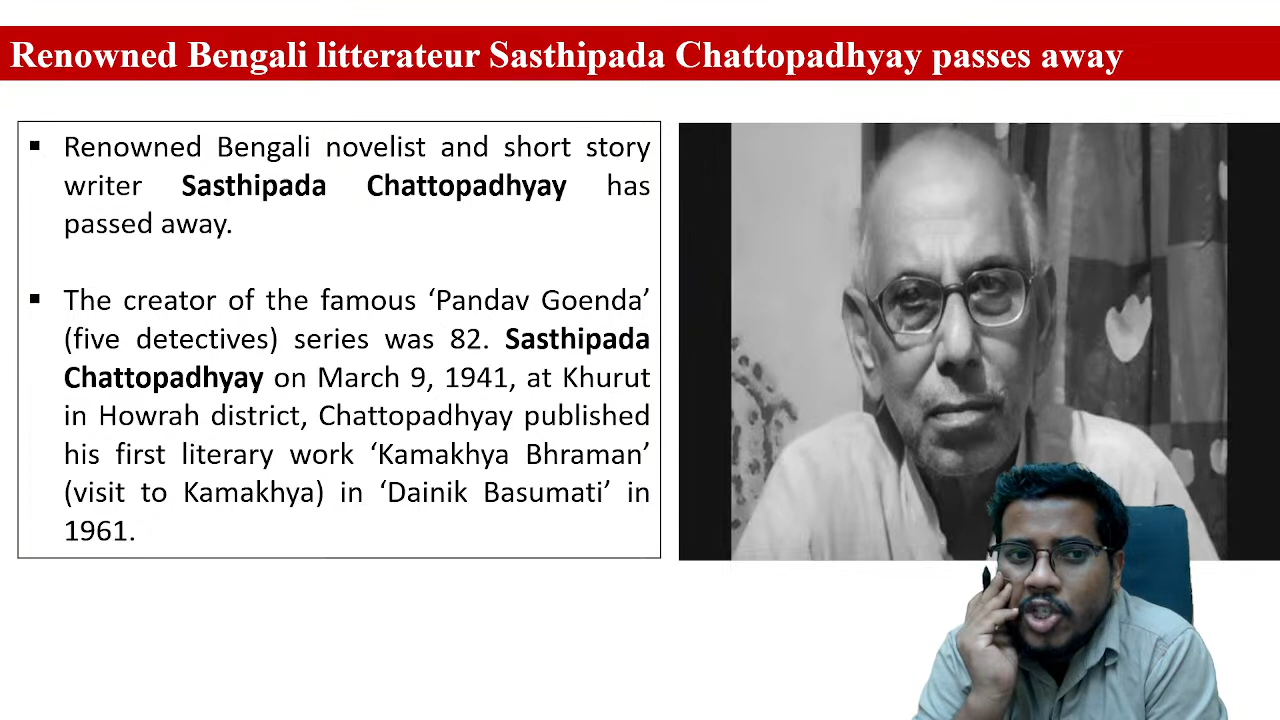 Renowned Bengali litterateur Sasthipada Chattopadhyay passes away
▪ Renowned Bengali novelist and short story
writer Sasthipada Chattopadhyay has
passed away.
▪ The creator of the famous ‘Pandav Goenda’
(five detectives) series was 82. Sasthipada
Chattopadhyay on March 9, 1941, at Khurut
in Howrah district, Chattopadhyay published
his first literary work ‘Kamakhya Bhraman’
(visit to Kamakhya) in ‘Dainik Basumati’ in
1961.